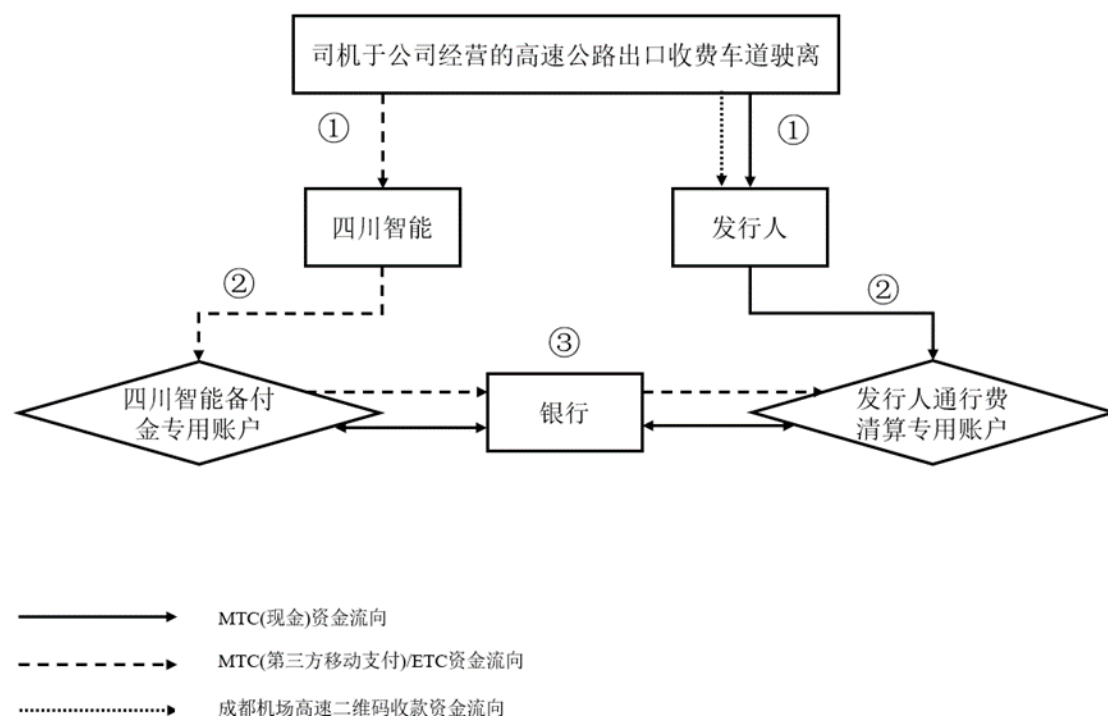 司机于公司经营的高速公路出口收费车道驶离
①
①
四川智能
发行人
②
②
③
四川智能备付
金专用账户
银行
发行人通行费
清算专用账户
MTC(现金)资金流向
MTC(第三方移动支付)/ETC资金流向
成都机场高速二维码收款资金流向